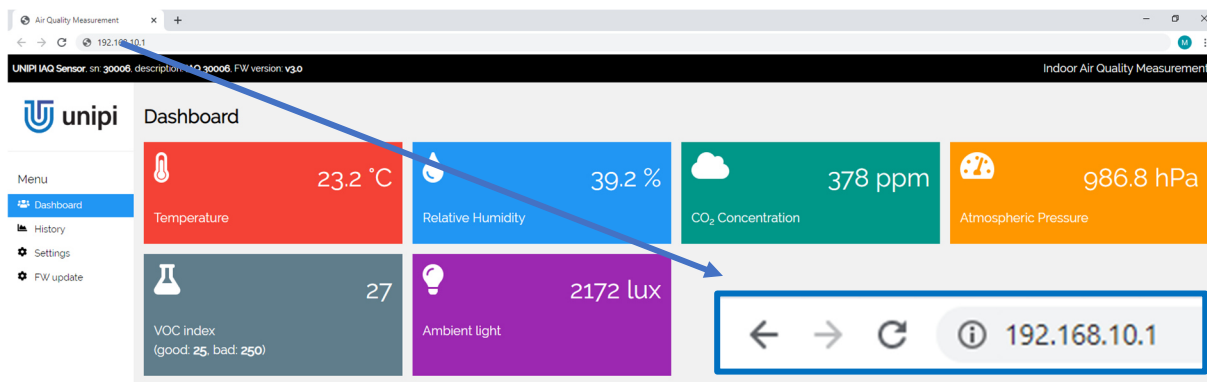 Air Quality Measurement
192.168.10.1
M
UNIPI IAQ Sensor, sn: 30006, description: IAQ 30006, FW version: v3.0
Indoor Air Quality Measurement
unipi
Dashboard
Menu
Dashboard
History
Settings
FW update
23.2 °C
Temperature
39.2 %
Relative Humidity
378 ppm
CO₂ Concentration
986.8 hPa
Atmospheric Pressure
27
VOC index
(good: 25, bad: 250)
2172 lux
Ambient light
192.168.10.1